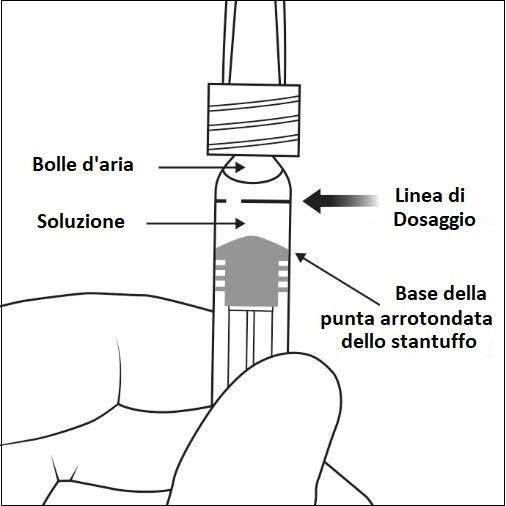 Bolle d'aria
Linea di
Dosaggio
Soluzione
Base della
punta arrotondata
dello stantuffo